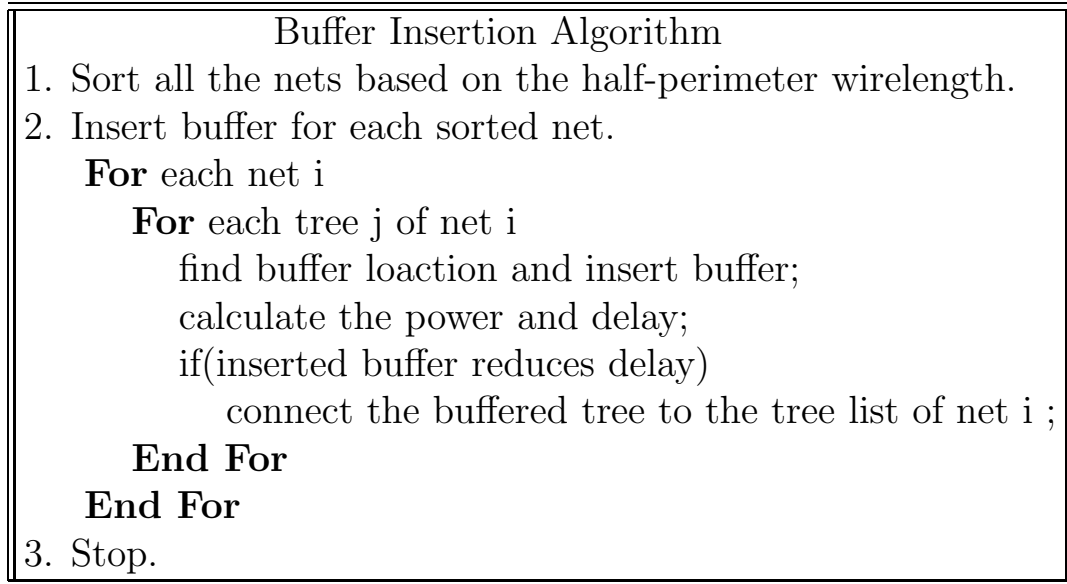 Buffer Insertion Algorithm
1. Sort all the nets based on the half-perimeter wirelength.
2. Insert buffer for each sorted net.
For each net i
For each tree j of net i
find buffer loaction and insert buffer;
calculate the power and delay;
if(inserted buffer reduces delay)
connect the buffered tree to the tree list of net i ;
End For
End For
3. Stop.